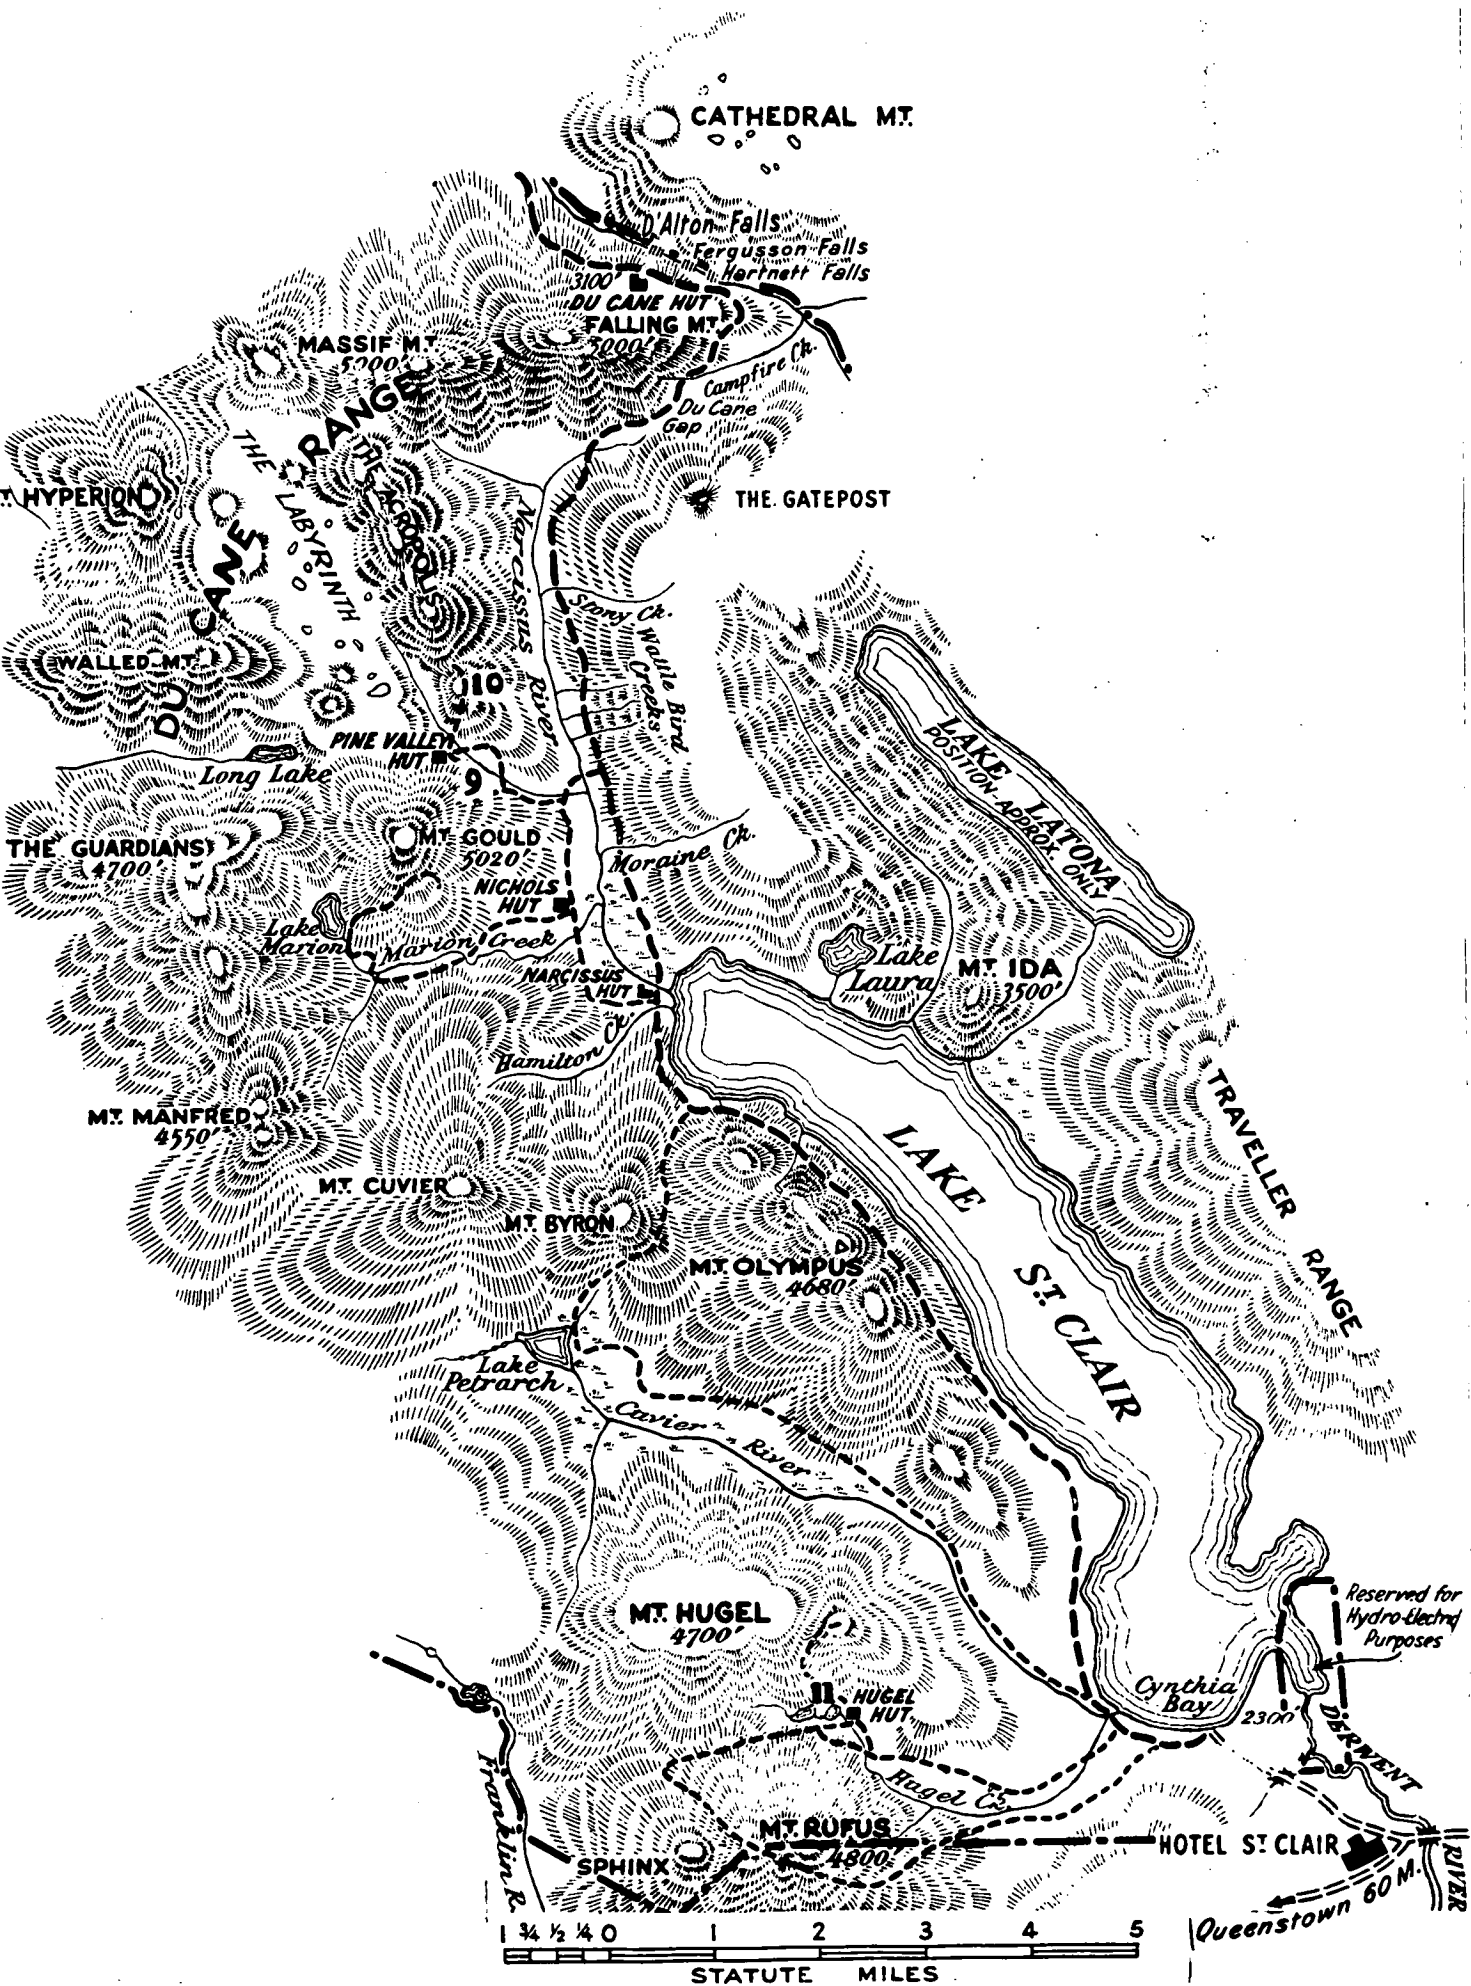 CATHEDRAL MT.
D'Alton Falls
Fergusson Falls
Hartnett Falls
3100'
DU CANE HUT
FALLING MT.
5000'
MASSIF MT.
Campfire Ck.
Du Cane
Gap
DU CANE RANGE
THE LABYRINTH
THE ACROPOLIS
T. HYPERION
THE GATEPOST
Narcissus River
Stony Ck.
Wattle Bird
Creeks
WALLED MT.
10
PINE VALLEY
HUT
9
Long Lake
LAKE LATONA
POSITION APPROX. ONLY
THE GUARDIANS
4700'
MT. GOULD
5020'
Moraine Ck.
NICHOLS
HUT
Lake
Marion
Marion Creek
Lake
Laura
MT. IDA
3500'
NARCISSUS
HUT
Hamilton Ck.
MT. MANFRED
4550'
TRAVELLER RANGE
LAKE ST. CLAIR
MT. CUVIER
MT. BYRON
MT. OLYMPUS
4680'
Lake
Petrarch
Cavier River
MT. HUGEL
4700'
Reserved for
Hydro-Electric
Purposes
11
HUGEL
HUT
Cynthia
Bay
2300'
DERWENT
RIVER
Franklin R.
Hugel Ck.
MT. RUFUS
4800'
SPHINX
HOTEL ST. CLAIR
Queenstown 60 M.
1 ¾ ½ ¼ 0 1 2 3 4 5
STATUTE MILES